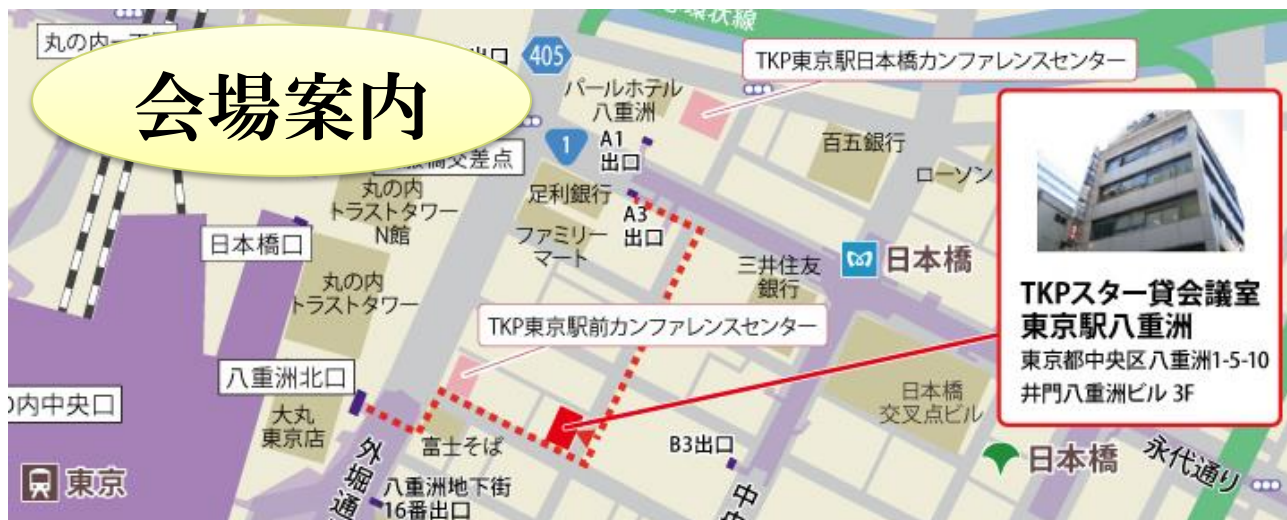 会場案内
丸の内一丁目
出口
405
TKP東京駅日本橋カンファレンスセンター
環状線
パールホテル
八重洲
A1
出口
1
橋交差点
百五銀行
ローソン
丸の内
トラストタワー
N館
足利銀行
A3
出口
日本橋口
ファミリー
マート
三井住友
銀行
日本橋
丸の内
トラストタワー
TKP東京駅前カンファレンスセンター
TKPスター貸会議室
東京駅八重洲
東京都中央区八重洲1-5-10
井門八重洲ビル 3F
八重洲北口
の内中央口
大丸
東京店
富士そば
日本橋
交叉点ビル
B3出口
外堀通
八重洲地下街
16番出口
中央
日本橋
永代通り
東京